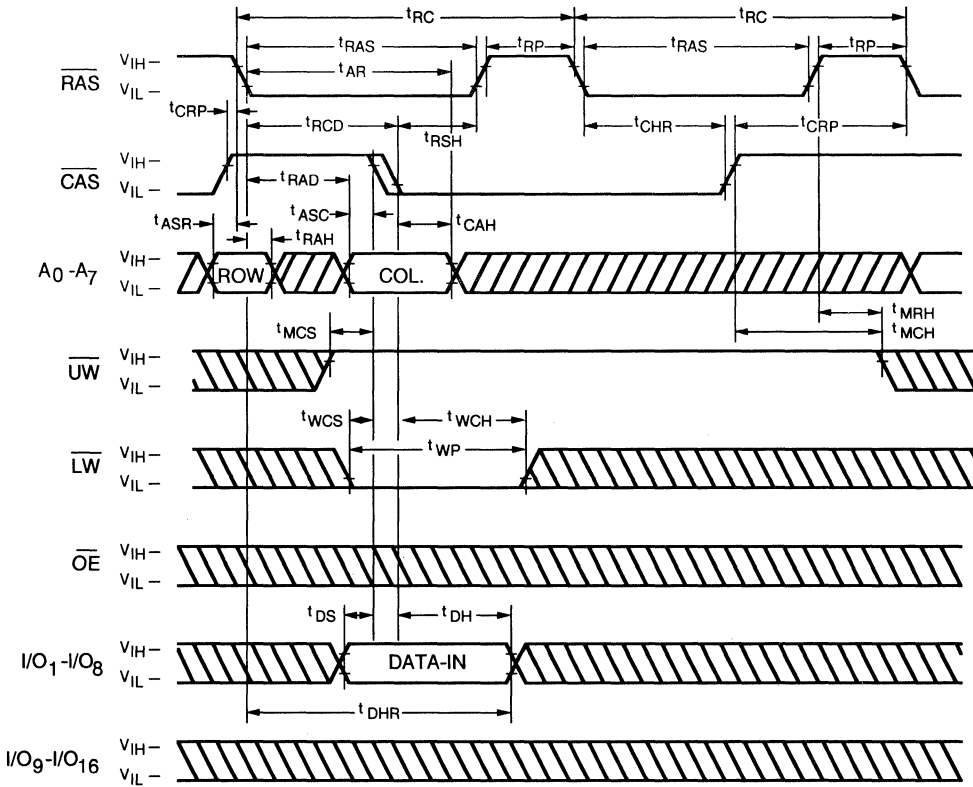 tRC tRC
tRAS tRP tRAS tRP
RAS VIH VIL tAR
tCRP tRCD tRSH tCHR tCRP
CAS VIH VIL tRAD
tASC tCAH
tASR tRAH
A0-A7 VIH VIL ROW COL.
tMRH
tMCS tMCH
UW VIH VIL
tWCS tWCH
tWP
LW VIH VIL
OE VIH VIL
tDS tDH
I/O1-I/O8 VIH VIL DATA-IN
tDHR
I/O9-I/O16 VIH VIL